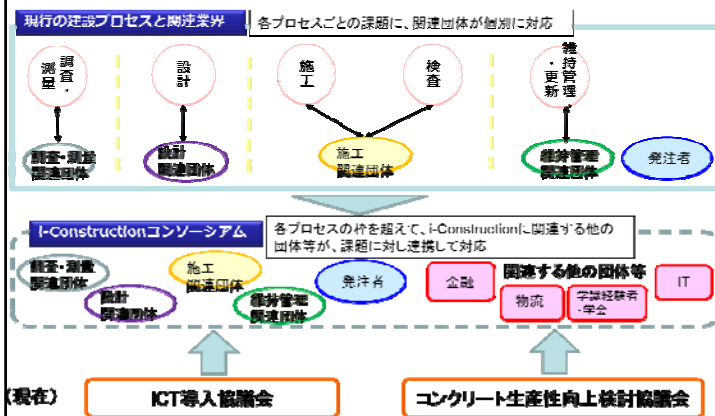 現行の建設プロセスと関連業界
各プロセスごとの課題に、関連団体が個別に対応
調査・
測量
設計
施工
検査
維持管理
・更新
調査・測量
関連団体
設計
関連団体
施工
関連団体
維持管理
関連団体
発注者
i-Constructionコンソーシアム
各プロセスの枠を超えて、i-Constructionに関連する他の
団体等が、課題に対し連携して対応
調査・測量
関連団体
設計
関連団体
施工
関連団体
維持管理
関連団体
発注者
金融
関連する他の団体等
物流
学識経験者
・学会
IT
(現在)
ICT導入協議会
コンクリート生産性向上検討協議会